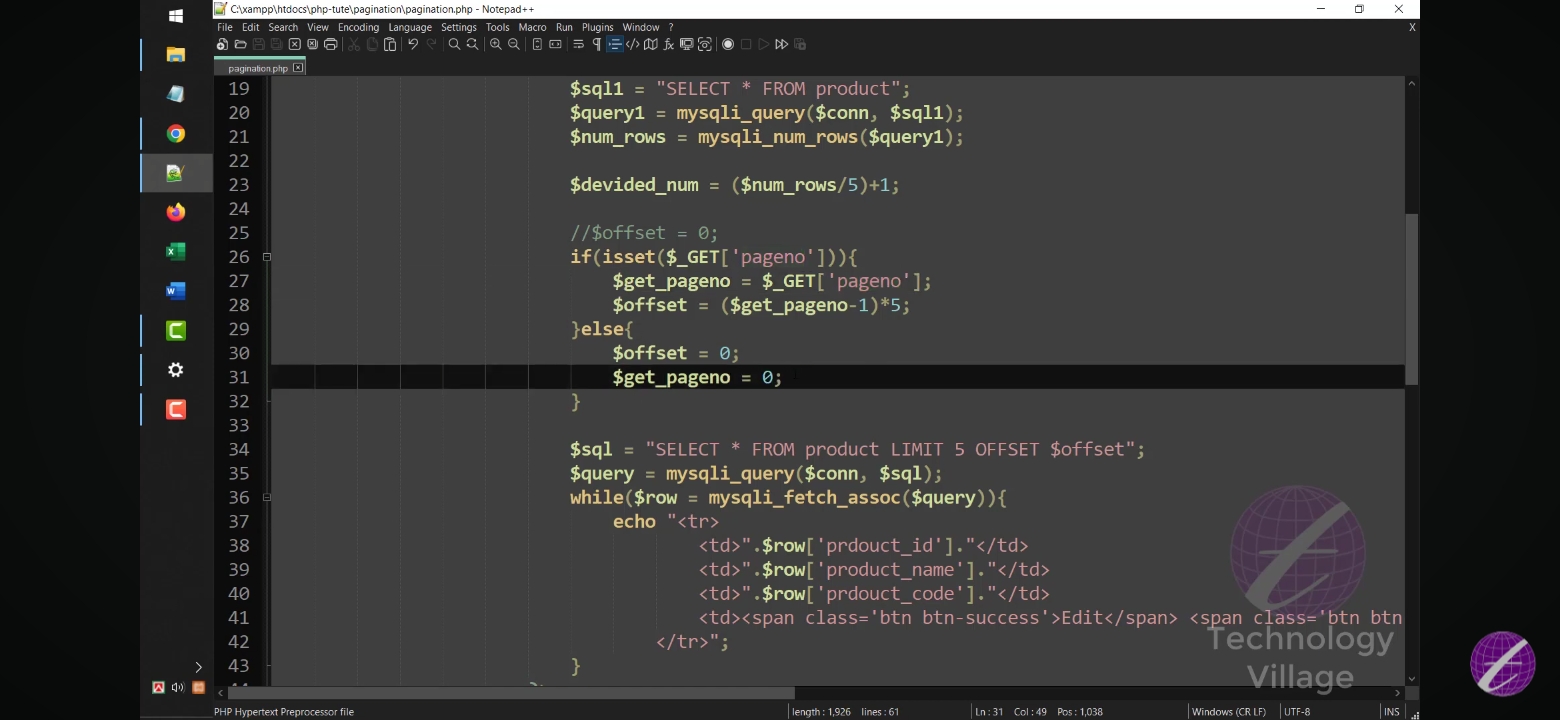 C:\xampp\htdocs\php-tute\pagination\pagination.php - Notepad++
File Edit Search View Encoding Language Settings Tools Macro Run Plugins Window ? X
pagination.php
19 $sql1 = "SELECT * FROM product";
20 $query1 = mysqli_query($conn, $sql1);
21 $num_rows = mysqli_num_rows($query1);
22
23 $devided_num = ($num_rows/5)+1;
24
25 //$offset = 0;
26 if(isset($_GET['pageno'])){
27 $get_pageno = $_GET['pageno'];
28 $offset = ($get_pageno-1)*5;
29 }else{
30 $offset = 0;
31 $get_pageno = 0;
32 }
33
34 $sql = "SELECT * FROM product LIMIT 5 OFFSET $offset";
35 $query = mysqli_query($conn, $sql);
36 while($row = mysqli_fetch_assoc($query)){
37 echo "<tr>
38 <td>".$row['prdouct_id']."</td>
39 <td>".$row['product_name']."</td>
40 <td>".$row['prdouct_code']."</td>
41 <td><span class='btn btn-success'>Edit</span> <span class='btn btn
42 </tr>";
43 }
Technology
Village
PHP Hypertext Preprocessor file length : 1,926 lines : 61 Ln : 31 Col : 49 Pos : 1,038 Windows (CR LF) UTF-8 INS